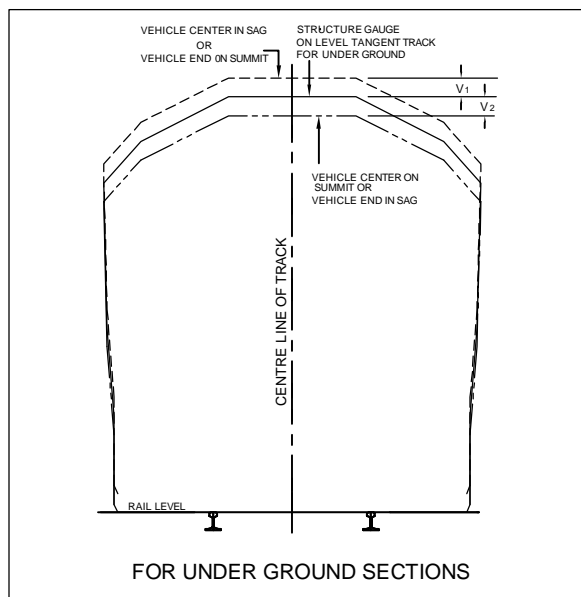 VEHICLE CENTER IN SAG
OR
VEHICLE END ON SUMMIT
STRUCTURE GAUGE
ON LEVEL TANGENT TRACK
FOR UNDER GROUND
V1
V2
VEHICLE CENTER ON
SUMMIT OR
VEHICLE END IN SAG
CENTRE LINE OF TRACK
RAIL LEVEL
FOR UNDER GROUND SECTIONS